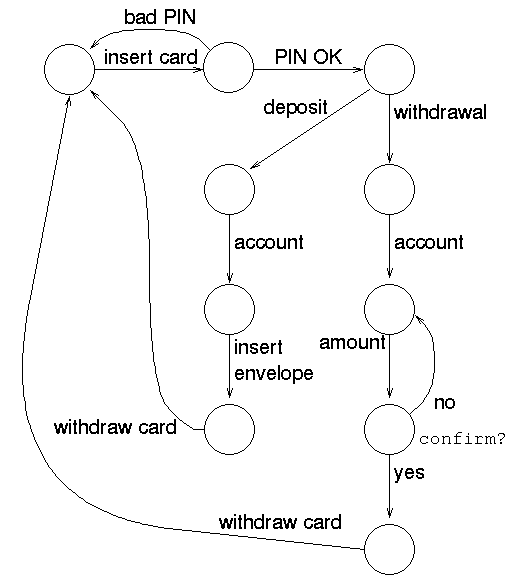 bad PIN
insert card
PIN OK
deposit
withdrawal
account
account
insert
envelope
amount
no
withdraw card
confirm?
yes
withdraw card